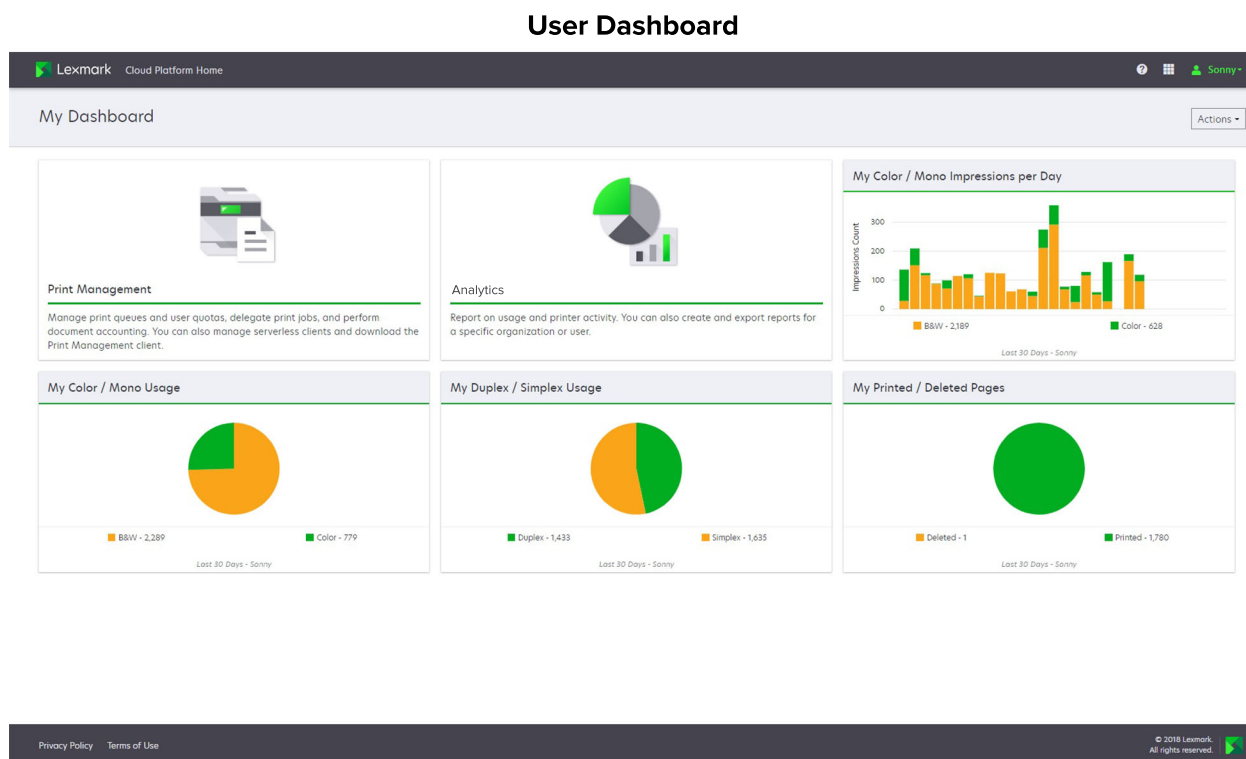 User Dashboard
Lexmark Cloud Platform Home
Sonny
My Dashboard
Actions
Print Management
Manage print queues and user quotas, delegate print jobs, and perform
document accounting. You can also manage serverless clients and download the
Print Management client.
Analytics
Report on usage and printer activity. You can also create and export reports for
a specific organization or user.
My Color / Mono Impressions per Day
Impressions Count
300
200
100
0
B&W - 2,189
Color - 628
Last 30 Days - Sonny
My Color / Mono Usage
B&W - 2,289
Color - 779
Last 30 Days - Sonny
My Duplex / Simplex Usage
Duplex - 1,433
Simplex - 1,635
Last 30 Days - Sonny
My Printed / Deleted Pages
Deleted - 1
Printed - 1,780
Last 30 Days - Sonny
Privacy Policy Terms of Use
© 2018 Lexmark.
All rights reserved.